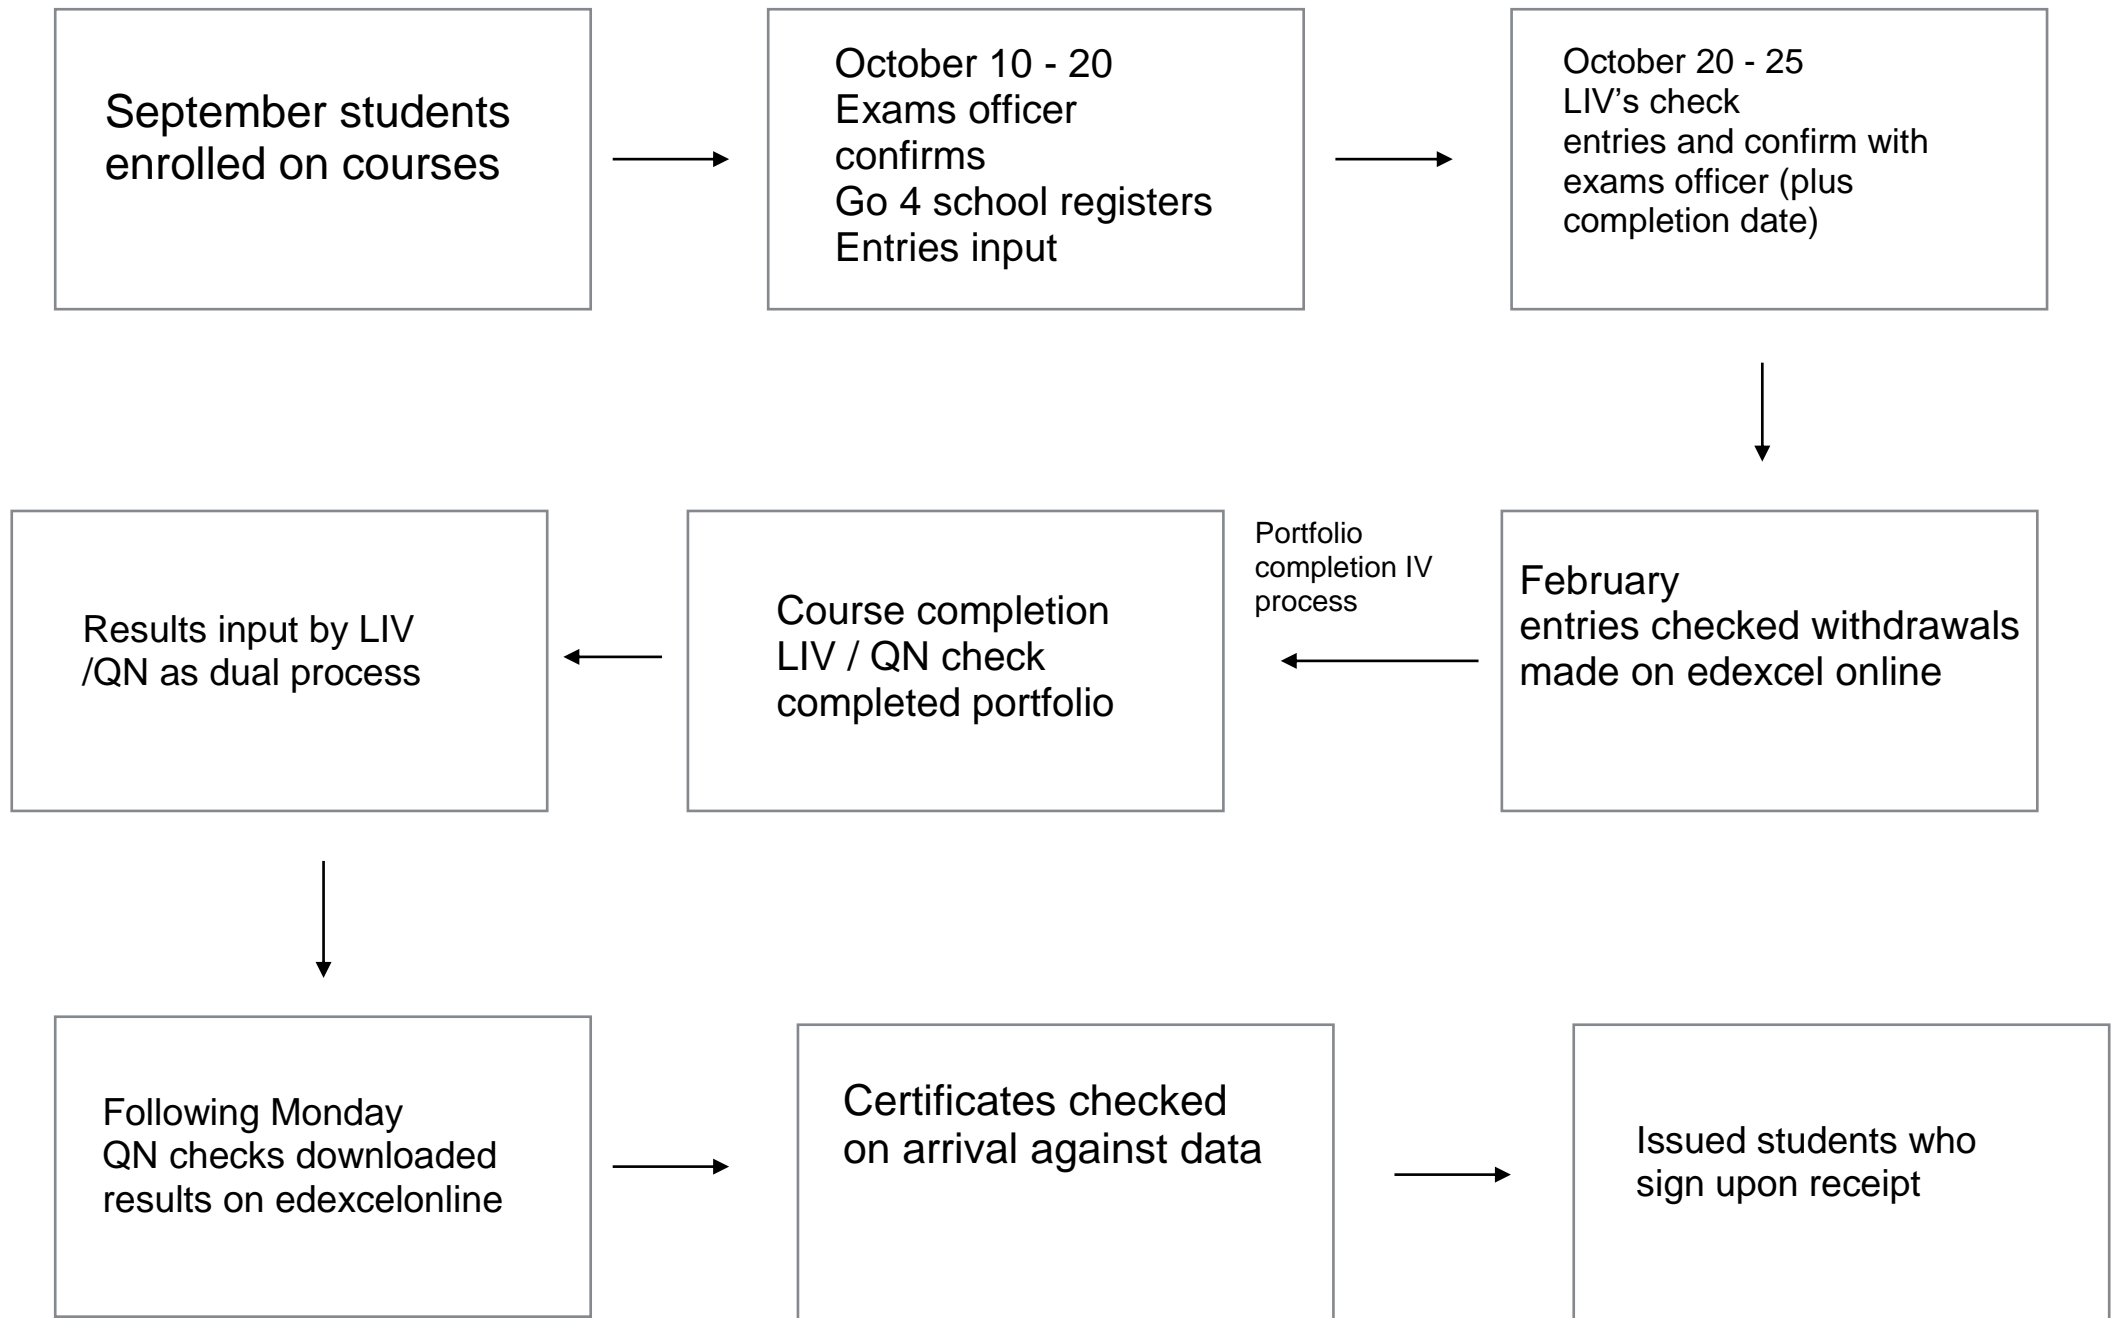 September students
enrolled on courses
October 10 - 20
Exams officer
confirms
Go 4 school registers
Entries input
October 20 - 25
LIV’s check
entries and confirm with
exams officer (plus
completion date)
February
entries checked withdrawals
made on edexcel online
Portfolio
completion IV
process
Course completion
LIV / QN check
completed portfolio
Results input by LIV
/QN as dual process
Following Monday
QN checks downloaded
results on edexcelonline
Certificates checked
on arrival against data
Issued students who
sign upon receipt